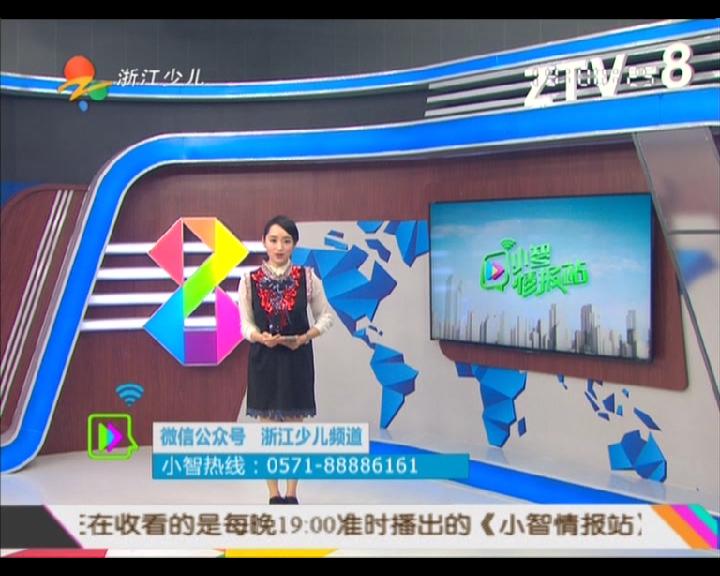 浙江少儿
ZTV-8
小智
情报站
微信公众号 浙江少儿频道
小智热线：0571-88886161
在收看的是每晚19:00准时播出的《小智情报站》